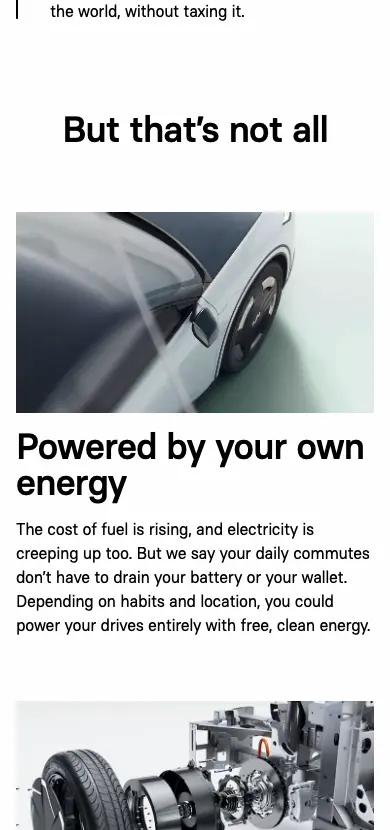 the world, without taxing it.
But that’s not all
Powered by your own
energy
The cost of fuel is rising, and electricity is
creeping up too. But we say your daily commutes
don’t have to drain your battery or your wallet.
Depending on habits and location, you could
power your drives entirely with free, clean energy.